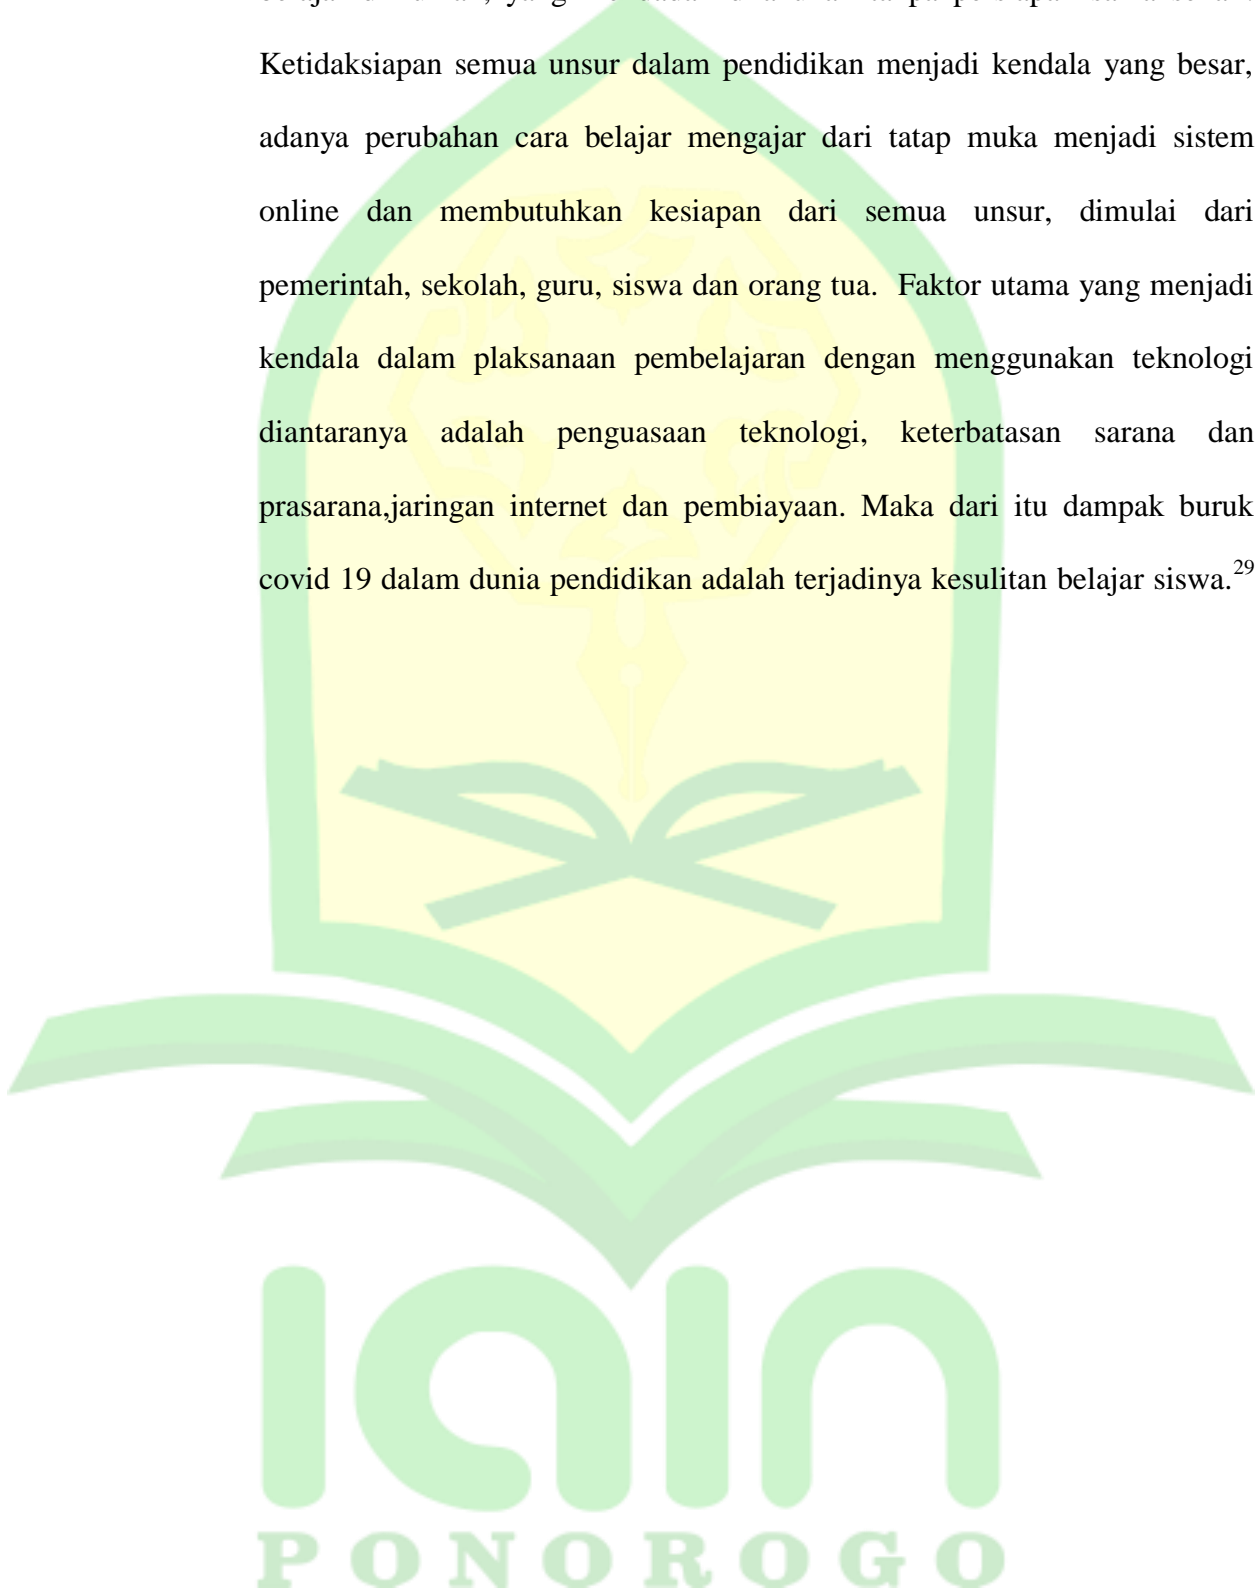 Ketidaksiapan semua unsur dalam pendidikan menjadi kendala yang besar,
adanya perubahan cara belajar mengajar dari tatap muka menjadi sistem
online dan membutuhkan kesiapan dari semua unsur, dimulai dari
pemerintah, sekolah, guru, siswa dan orang tua. Faktor utama yang menjadi
kendala dalam plaksanaan pembelajaran dengan menggunakan teknologi
diantaranya adalah penguasaan teknologi, keterbatasan sarana dan
prasarana,jaringan internet dan pembiayaan. Maka dari itu dampak buruk
covid 19 dalam dunia pendidikan adalah terjadinya kesulitan belajar siswa.29
iain
PONOROGO